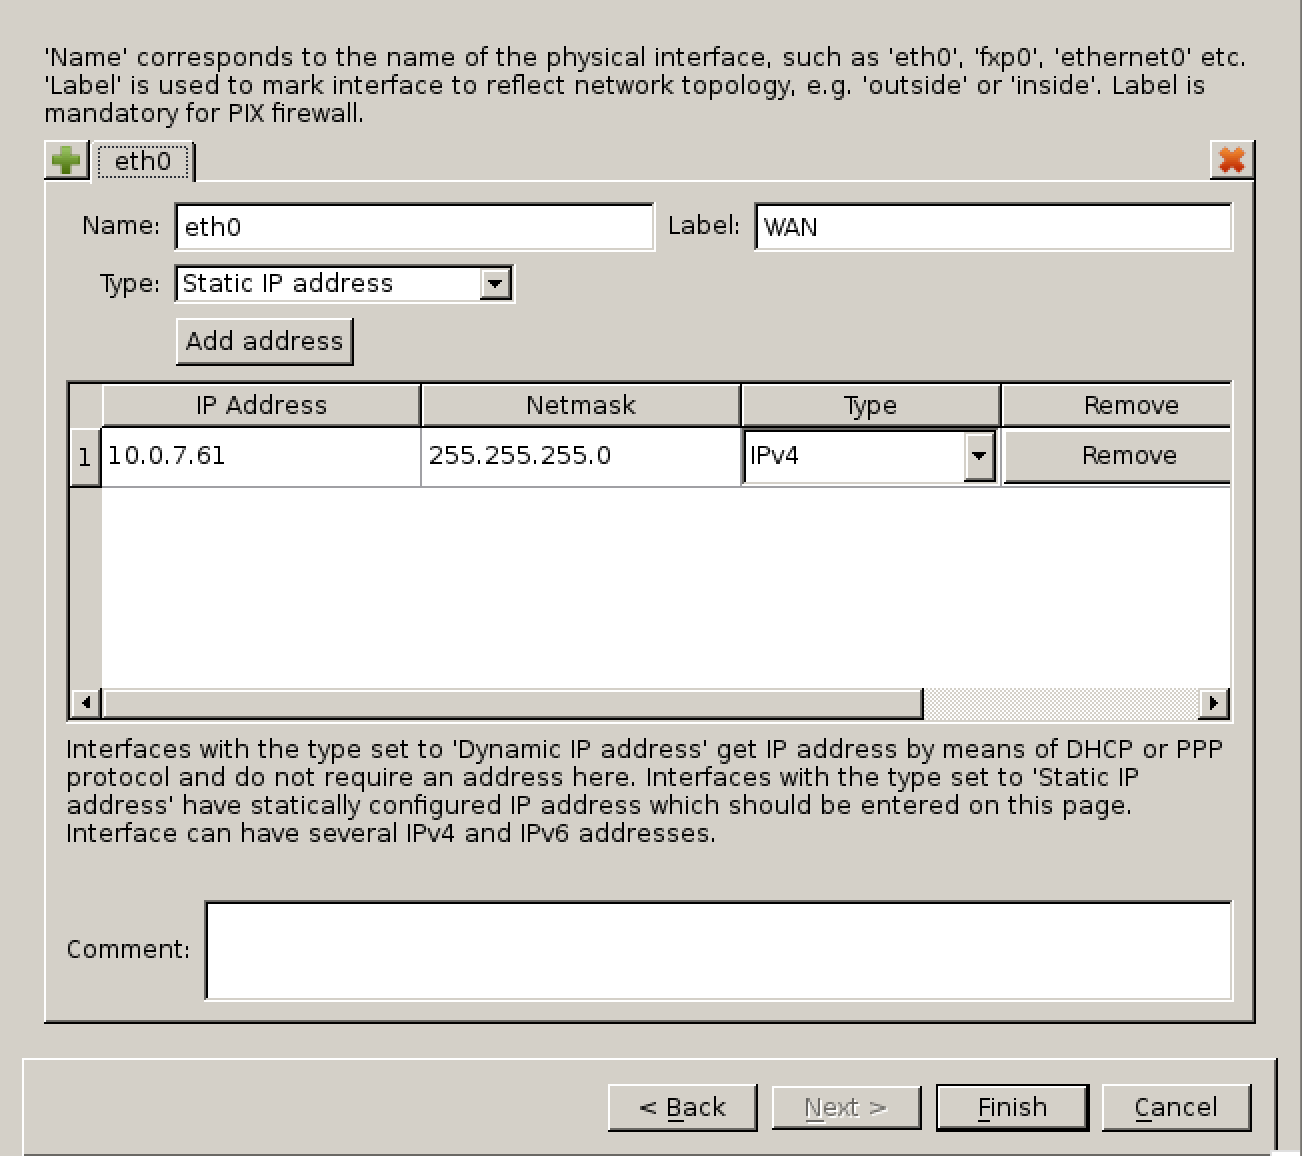 'Name' corresponds to the name of the physical interface, such as 'eth0', 'fxp0', 'ethernet0' etc.
'Label' is used to mark interface to reflect network topology, e.g. 'outside' or 'inside'. Label is
mandatory for PIX firewall.
eth0
Name: eth0 Label: WAN
Type: Static IP address
Add address
IP Address Netmask Type Remove
1 10.0.7.61 255.255.255.0 IPv4 Remove
Interfaces with the type set to 'Dynamic IP address' get IP address by means of DHCP or PPP
protocol and do not require an address here. Interfaces with the type set to 'Static IP
address' have statically configured IP address which should be entered on this page.
Interface can have several IPv4 and IPv6 addresses.
Comment:
< Back Next > Finish Cancel